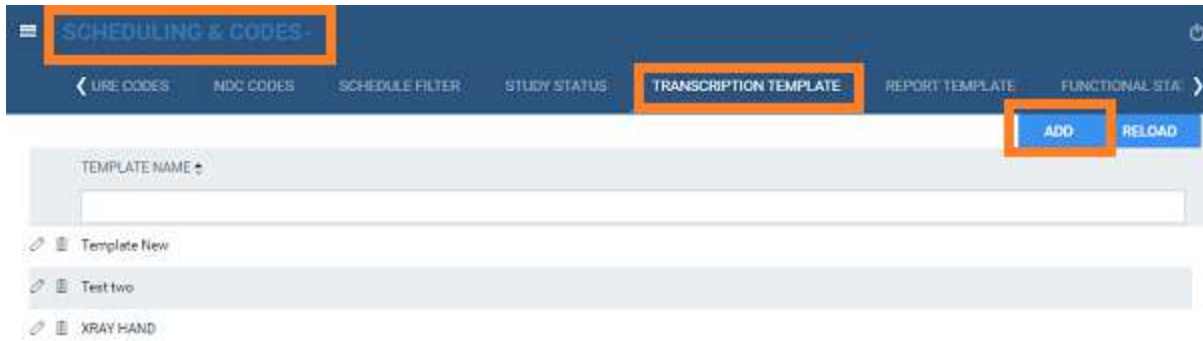 SCHEDULING & CODES-
URE CODES NDC CODES SCHEDULE FILTER STUDY STATUS TRANSCRIPTION TEMPLATE REPORT TEMPLATE FUNCTIONAL STA
ADD RELOAD
TEMPLATE NAME
Template New
Test two
XRAY HAND